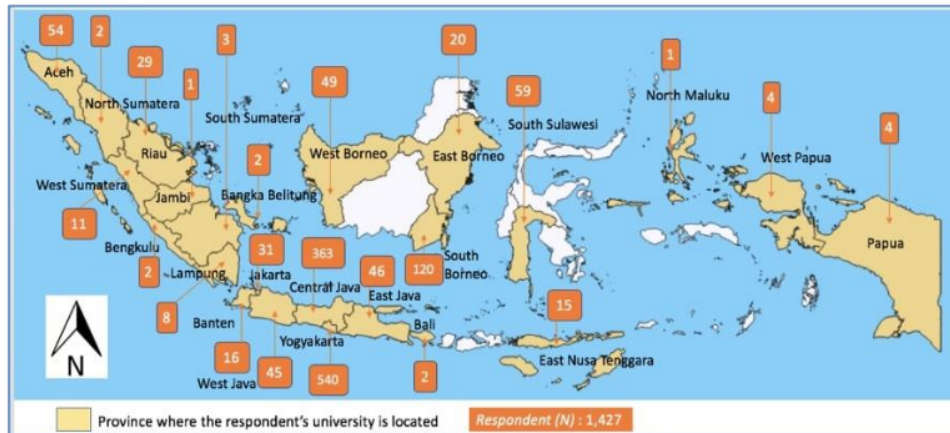 54
2
3
20
Aceh
29
49
59
1
North Sumatera
1
North Maluku
4
South Sumatera
South Sulawesi
4
Riau
West Borneo
East Borneo
West Papua
2
West Sumatera
Bangka Belitung
Jambi
11
Papua
Bengkulu
31
363
South
Borneo
Lampung
Jakarta
46
120
2
Central Java
East Java
15
8
Banten
Bali
Yogyakarta
East Nusa Tenggara
16
45
540
2
West Java
N
Province where the respondent's university is located
Respondent (N) : 1,427